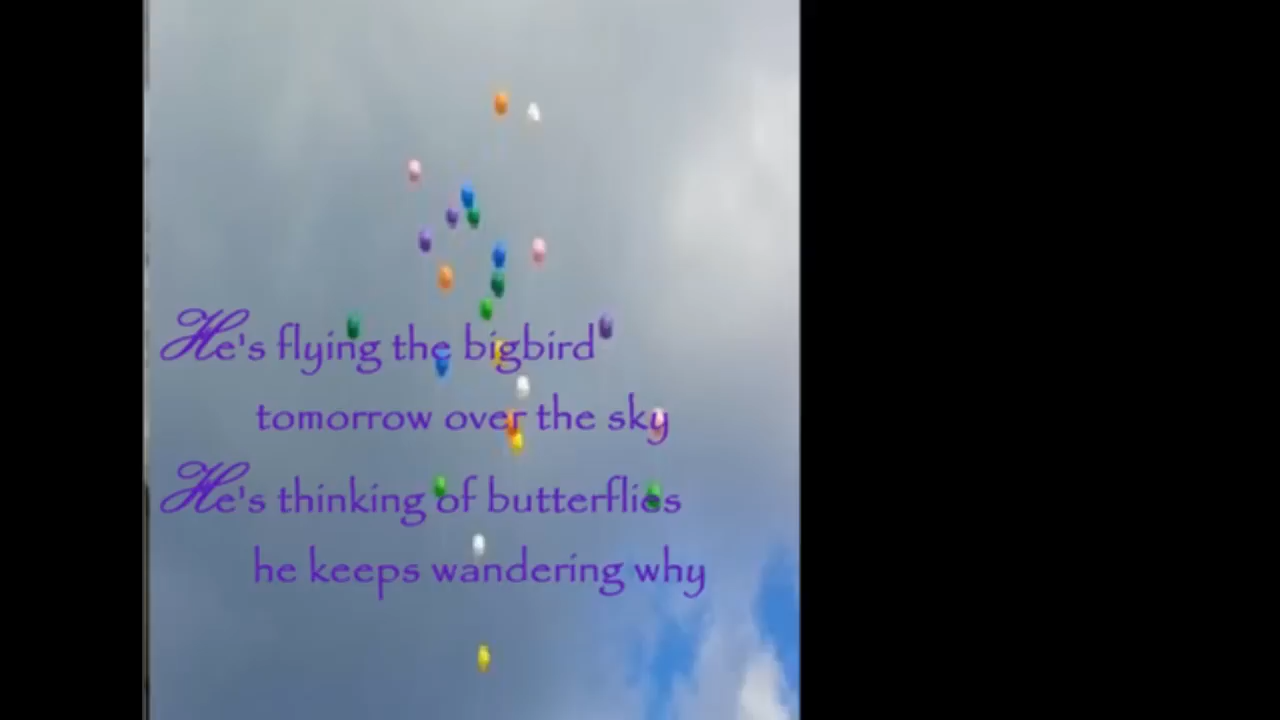 He's flying the bigbird
tomorrow over the sky
He's thinking of butterflies
he keeps wandering why